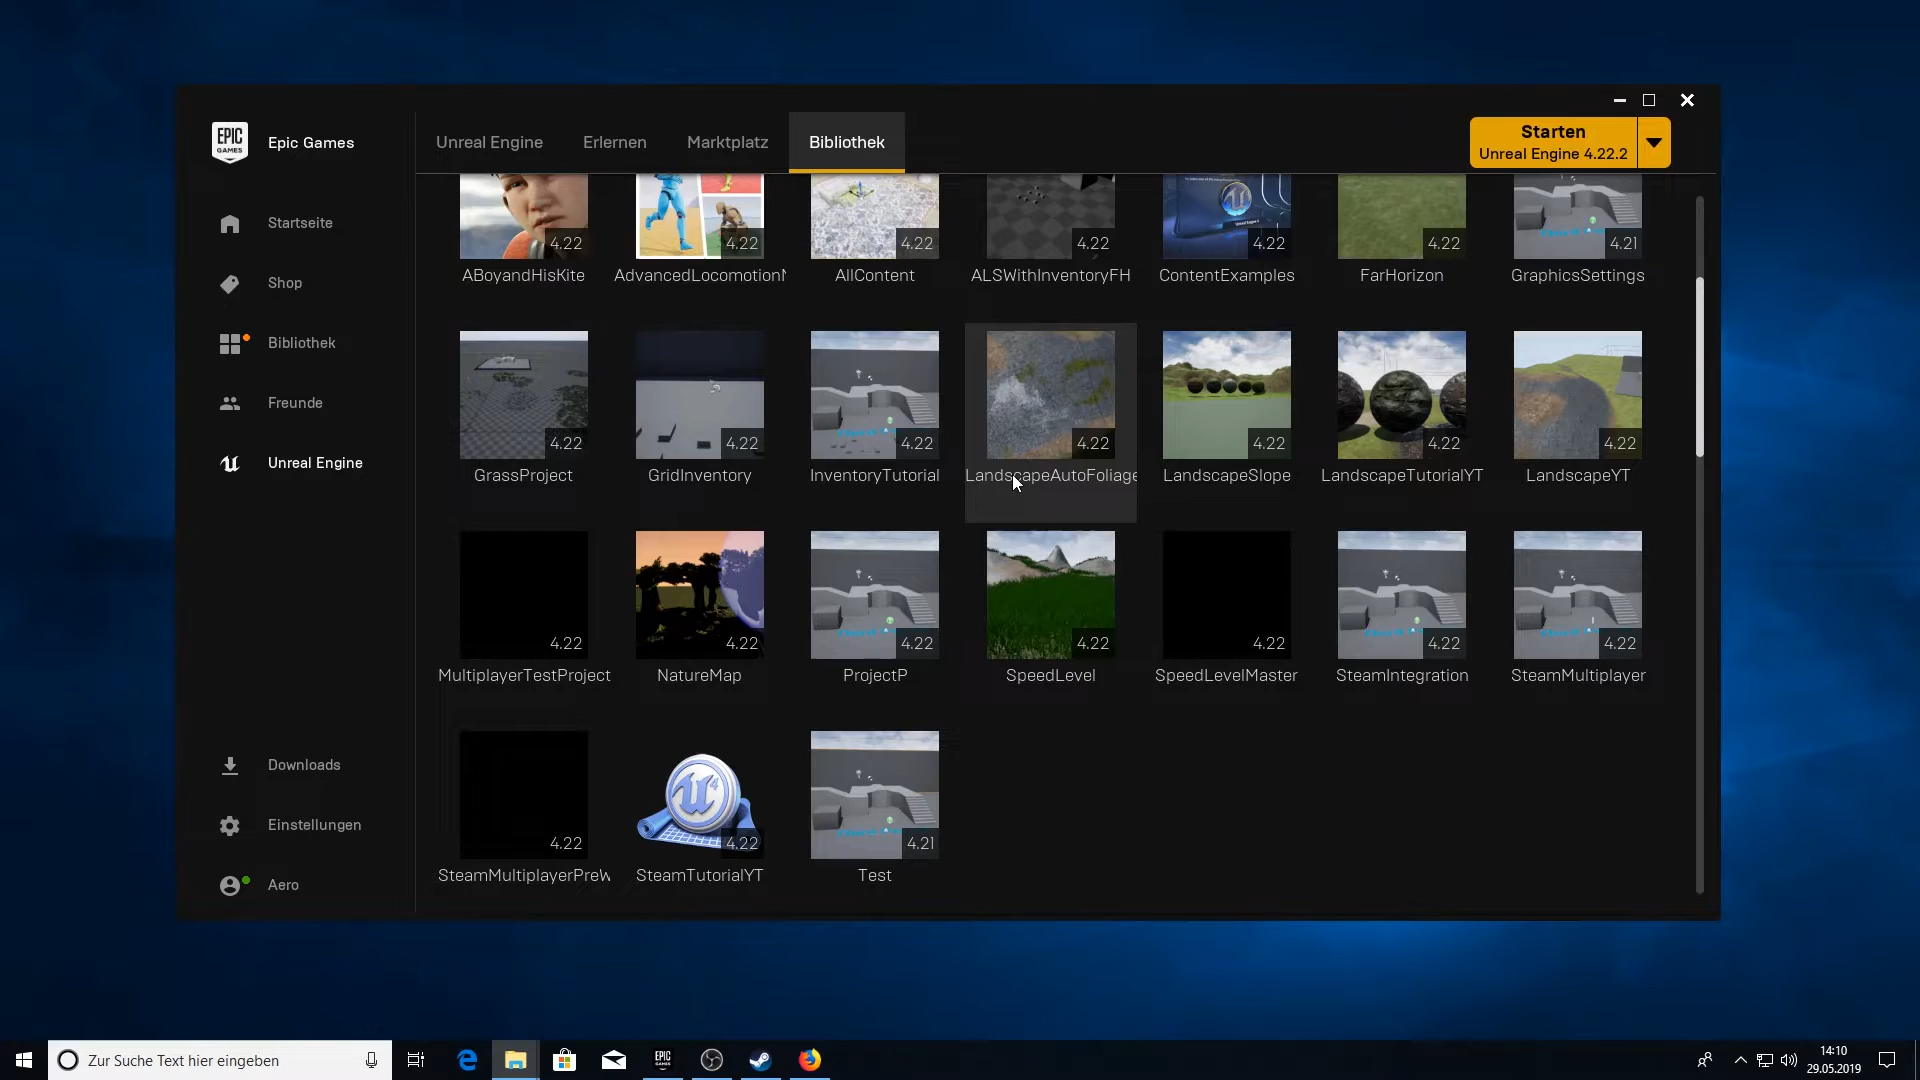 EPIC
GAMES
Epic Games
Unreal Engine
Erlernen
Marktplatz
Bibliothek
Starten
Unreal Engine 4.22.2
Startseite
Shop
Bibliothek
Freunde
Unreal Engine
Downloads
Einstellungen
Aero
4.22
4.22
4.22
4.22
4.22
4.22
4.21
ABoyandHisKite
AdvancedLocomotion
AllContent
ALSWithInventoryFH
ContentExamples
FarHorizon
GraphicsSettings
4.22
4.22
4.22
4.22
4.22
4.22
4.22
GrassProject
GridInventory
InventoryTutorial
LandscapeAutoFoliage
LandscapeSlope
LandscapeTutorialYT
LandscapeYT
4.22
4.22
4.22
4.22
4.22
4.22
4.22
MultiplayerTestProject
NatureMap
ProjectP
SpeedLevel
SpeedLevelMaster
SteamIntegration
SteamMultiplayer
4.22
4.22
4.21
SteamMultiplayerPreW
SteamTutorialYT
Test
Zur Suche Text hier eingeben
EPIC
GAMES
14:10
29.05.2019